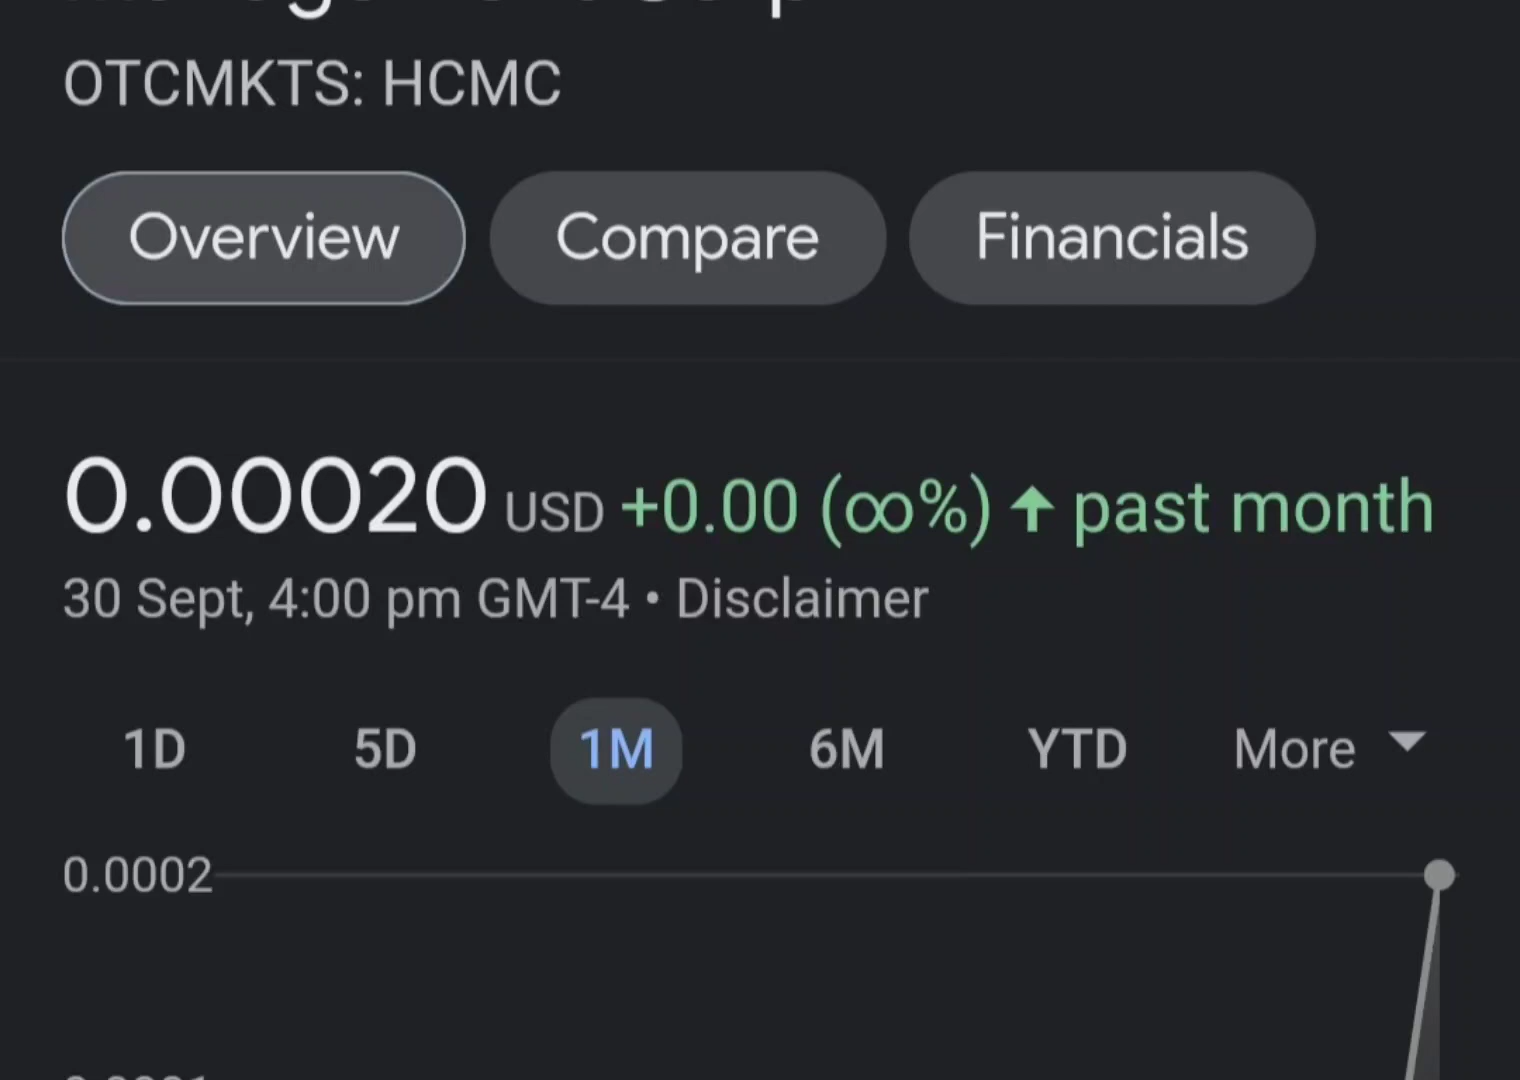 OTCMKTS: HCMC
Overview Compare Financials
0.00020 USD +0.00 (∞%) ↑ past month
30 Sept, 4:00 pm GMT-4 • Disclaimer
1D 5D 1M 6M YTD More
0.0002